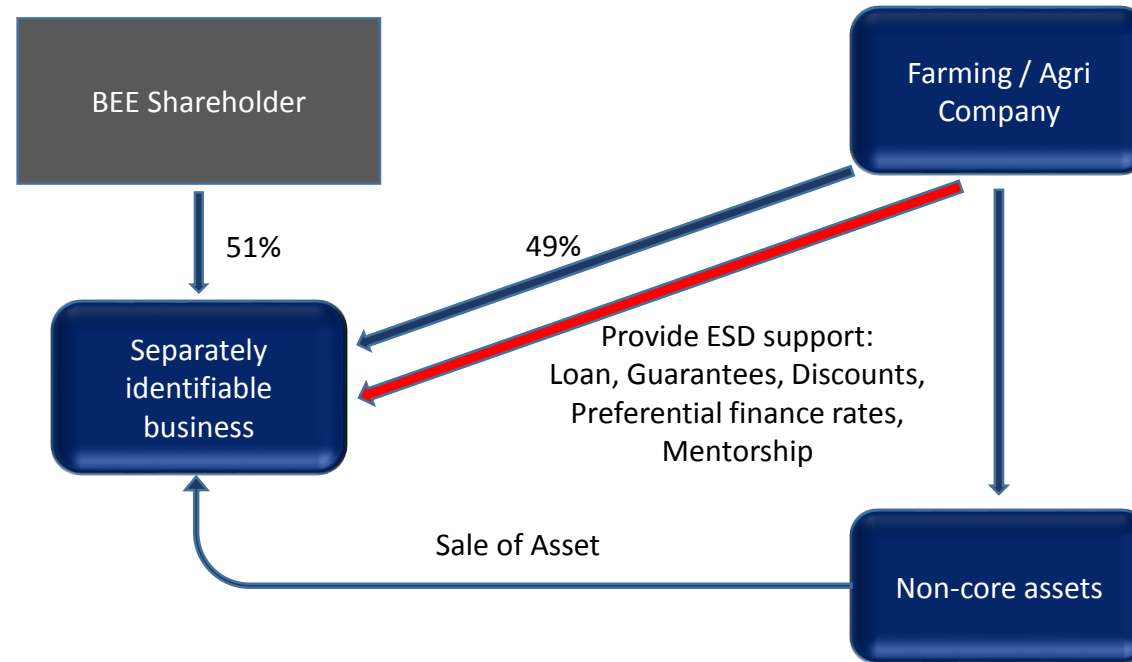 BEE Shareholder
Farming / Agri
Company
51%
49%
Separately
identifiable
business
Provide ESD support:
Loan, Guarantees, Discounts,
Preferential finance rates,
Mentorship
Sale of Asset
Non-core assets